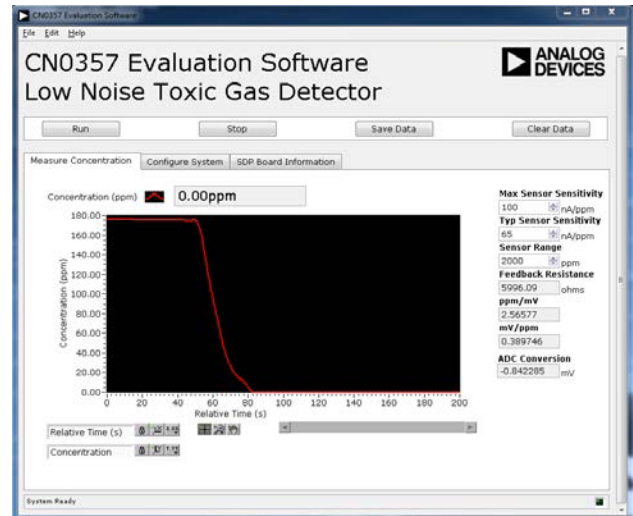 CN0357 Evaluation Software
File Edit Help
CN0357 Evaluation Software
Low Noise Toxic Gas Detector
ANALOG
DEVICES
Run Stop Save Data Clear Data
Measure Concentration Configure System SDP Board Information
Concentration (ppm) 0.00ppm
Concentration (ppm)
180.00
160.00
140.00
120.00
100.00
80.00
60.00
40.00
20.00
0.00
0 20 40 60 80 100 120 140 160 180 200
Relative Time (s)
Relative Time (s)
Concentration
Max Sensor Sensitivity
100 nA/ppm
Typ Sensor Sensitivity
65 nA/ppm
Sensor Range
2000 ppm
Feedback Resistance
5996.09 ohms
ppm/mV
2.56577
mV/ppm
0.389746
ADC Conversion
-0.842285 mV
System Ready